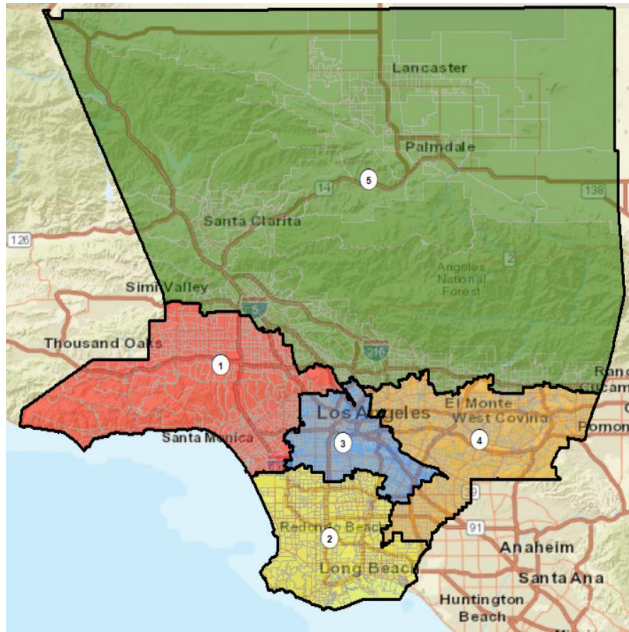 Lancaster
Palmdale
5
14
138
Santa Clarita
126
2
Angeles
National
Forest
Simi Valley
5
Thousand Oaks
216
1
Los Angeles
El Monte
West Covina
Santa Monica
3
4
91
Redondo Beach
2
Long Beach
Anaheim
Santa Ana
Huntington
Beach